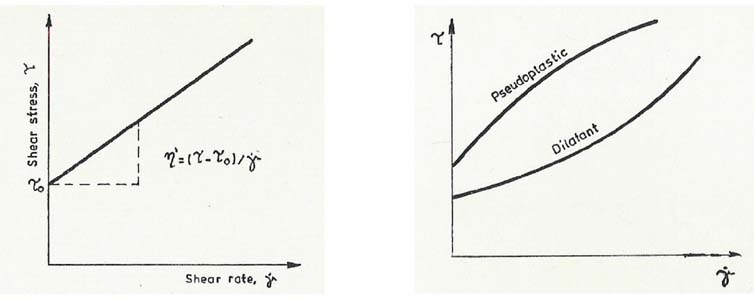 Shear stress, τ
τ₀
η'=(τ-τ₀)/γ̇
Shear rate, γ̇
τ
Pseudoplastic
Dilatant
γ̇